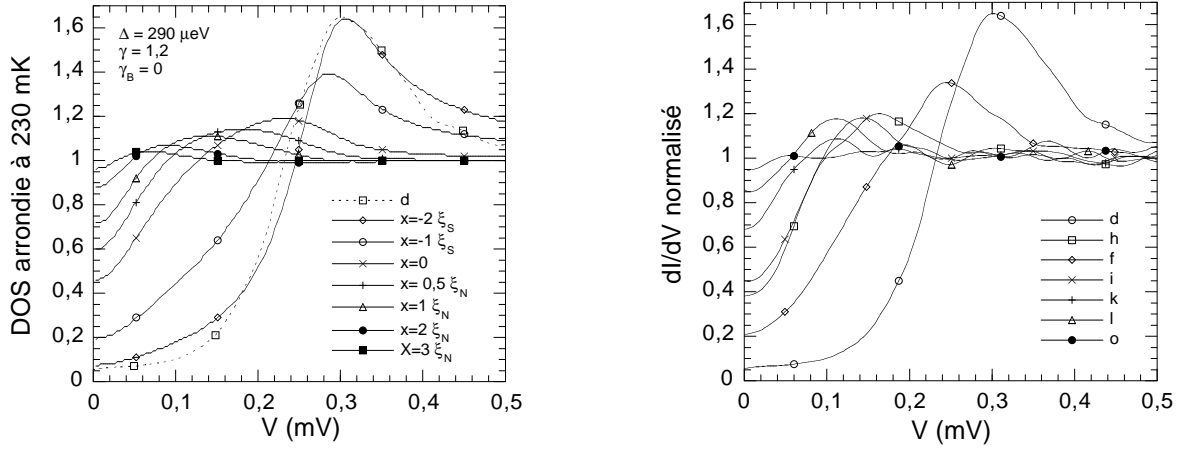 DOS arrondie à 230 mK
1,6
1,4
1,2
1
0,8
0,6
0,4
0,2
0
Δ = 290 μeV
γ = 1,2
γB = 0
d
x=-2 ξS
x=-1 ξS
x=0
x= 0,5 ξN
x=1 ξN
x=2 ξN
X=3 ξN
0 0,1 0,2 0,3 0,4 0,5
V (mV)
dI/dV normalisé
1,6
1,4
1,2
1
0,8
0,6
0,4
0,2
0
d
h
f
i
k
l
o
0 0,1 0,2 0,3 0,4 0,5
V (mV)